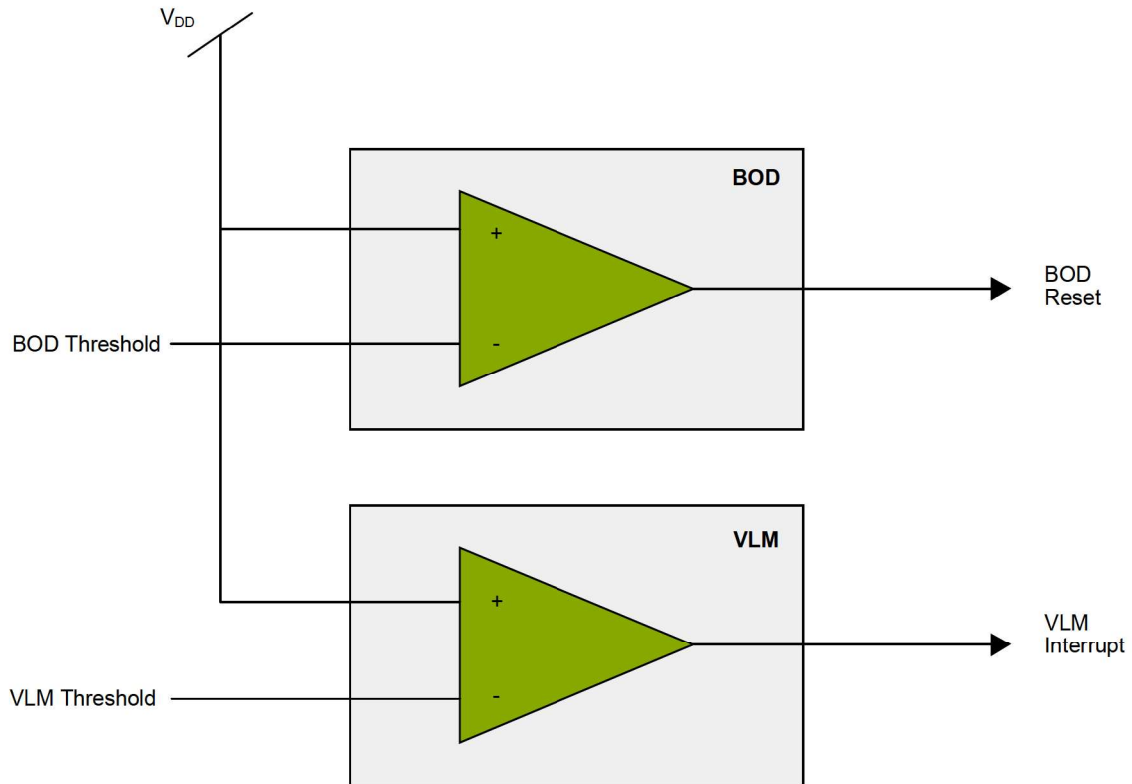 VDD
BOD
+
BOD
Reset
BOD Threshold
-
VLM
+
VLM
Interrupt
VLM Threshold
-